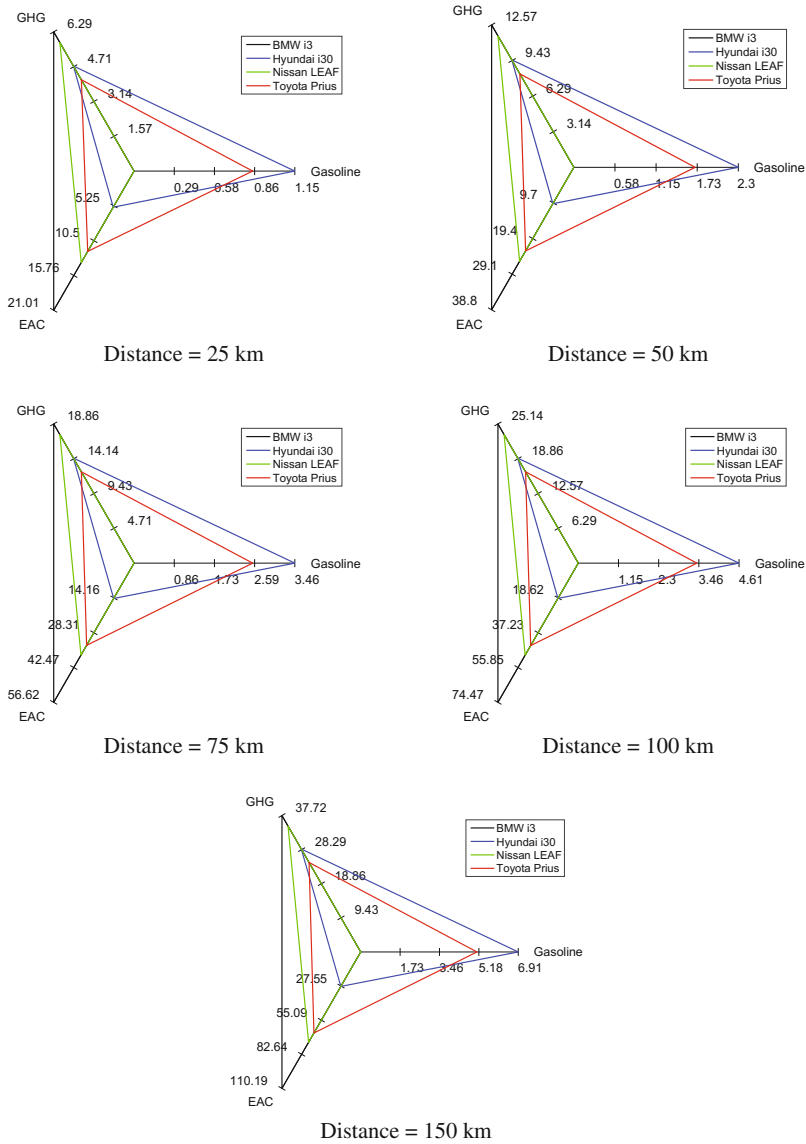 GHG
6.29
4.71
3.14
1.57
BMW i3
Hyundai i30
Nissan LEAF
Toyota Prius
Gasoline
0.29
0.58
0.86
1.15
5.25
10.5
15.76
21.01
EAC
Distance = 25 km
GHG
12.57
9.43
6.29
3.14
BMW i3
Hyundai i30
Nissan LEAF
Toyota Prius
Gasoline
0.58
1.15
1.73
2.3
9.7
19.4
29.1
38.8
EAC
Distance = 50 km
GHG
18.86
14.14
9.43
4.71
BMW i3
Hyundai i30
Nissan LEAF
Toyota Prius
Gasoline
0.86
1.73
2.59
3.46
14.16
28.31
42.47
56.62
EAC
Distance = 75 km
GHG
25.14
18.86
12.57
6.29
BMW i3
Hyundai i30
Nissan LEAF
Toyota Prius
Gasoline
1.15
2.3
3.46
4.61
18.62
37.23
55.85
74.47
EAC
Distance = 100 km
GHG
37.72
28.29
18.86
9.43
BMW i3
Hyundai i30
Nissan LEAF
Toyota Prius
Gasoline
1.73
3.46
5.18
6.91
27.55
55.09
82.64
110.19
EAC
Distance = 150 km